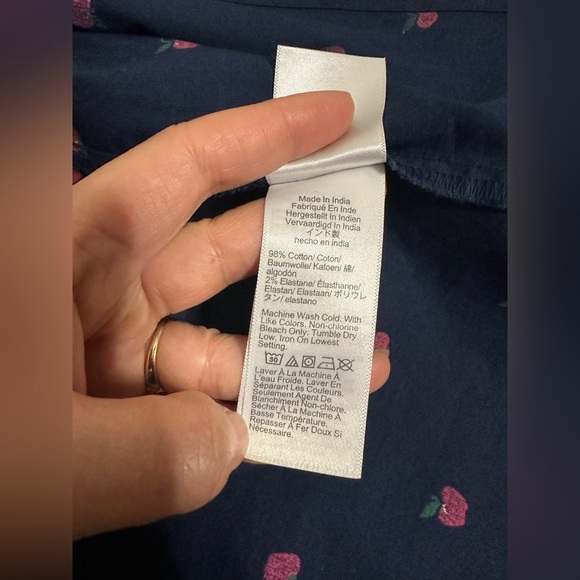 Made In India
Fabriqué En Inde
Hergestellt In Indien
Vervaardigd In India
インド製
hecho en india
98% Cotton/ Coton/
Baumwolle/ Katoen/ 綿/
algodón
2% Elastane/ Élasthanne/
Elastan/ Elastaan/ ポリウレ
タン/ elastano
Machine Wash Cold. With
Like Colors. Non-chlorine
Bleach Only. Tumble Dry
Low. Iron On Lowest
Setting.
30
Laver À La Machine À
L'eau Froide. Laver En
Séparant Les Couleurs.
Seulement Agent De
Blanchiment Non-chlore.
Sécher À La Machine À
Basse Température.
Repasser À Fer Doux Si
Nécessaire.